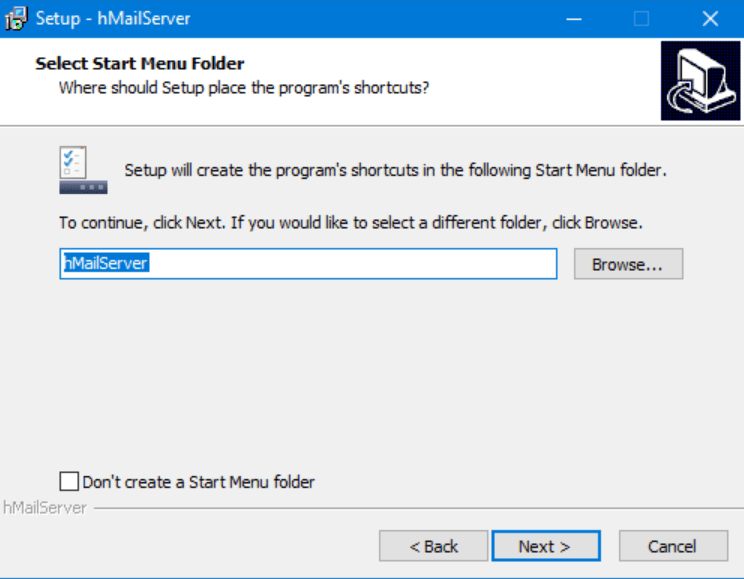 Setup - hMailServer
Select Start Menu Folder
Where should Setup place the program's shortcuts?
Setup will create the program's shortcuts in the following Start Menu folder.
To continue, click Next. If you would like to select a different folder, click Browse.
hMailServer
Browse...
Don't create a Start Menu folder
hMailServer
< Back
Next >
Cancel